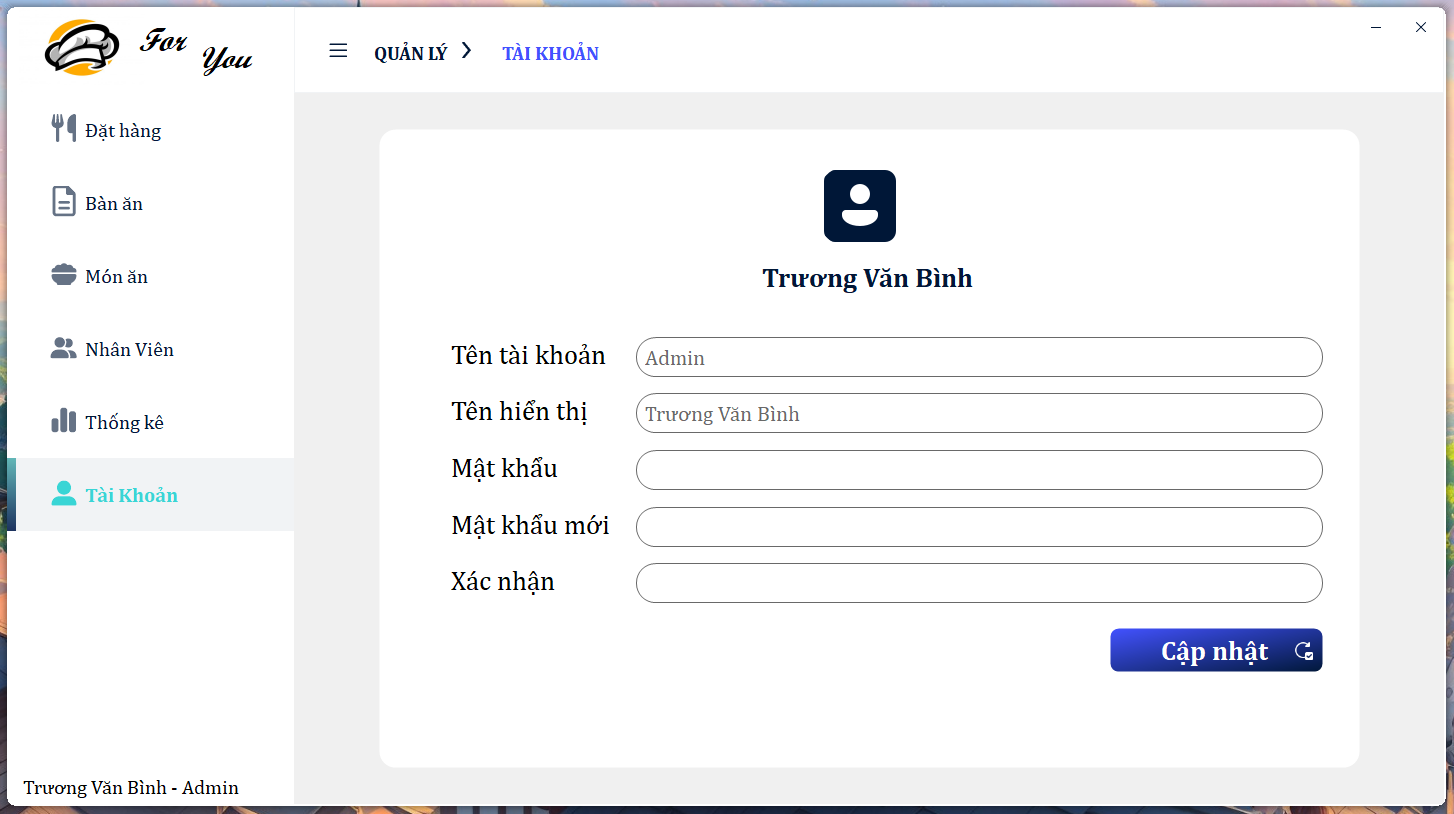 For You
QUẢN LÝ
TÀI KHOẢN
Đặt hàng
Bàn ăn
Món ăn
Nhân Viên
Thống kê
Tài Khoản
Trương Văn Bình
Tên tài khoản
Admin
Tên hiển thị
Trương Văn Bình
Mật khẩu
Mật khẩu mới
Xác nhận
Cập nhật
Trương Văn Bình - Admin